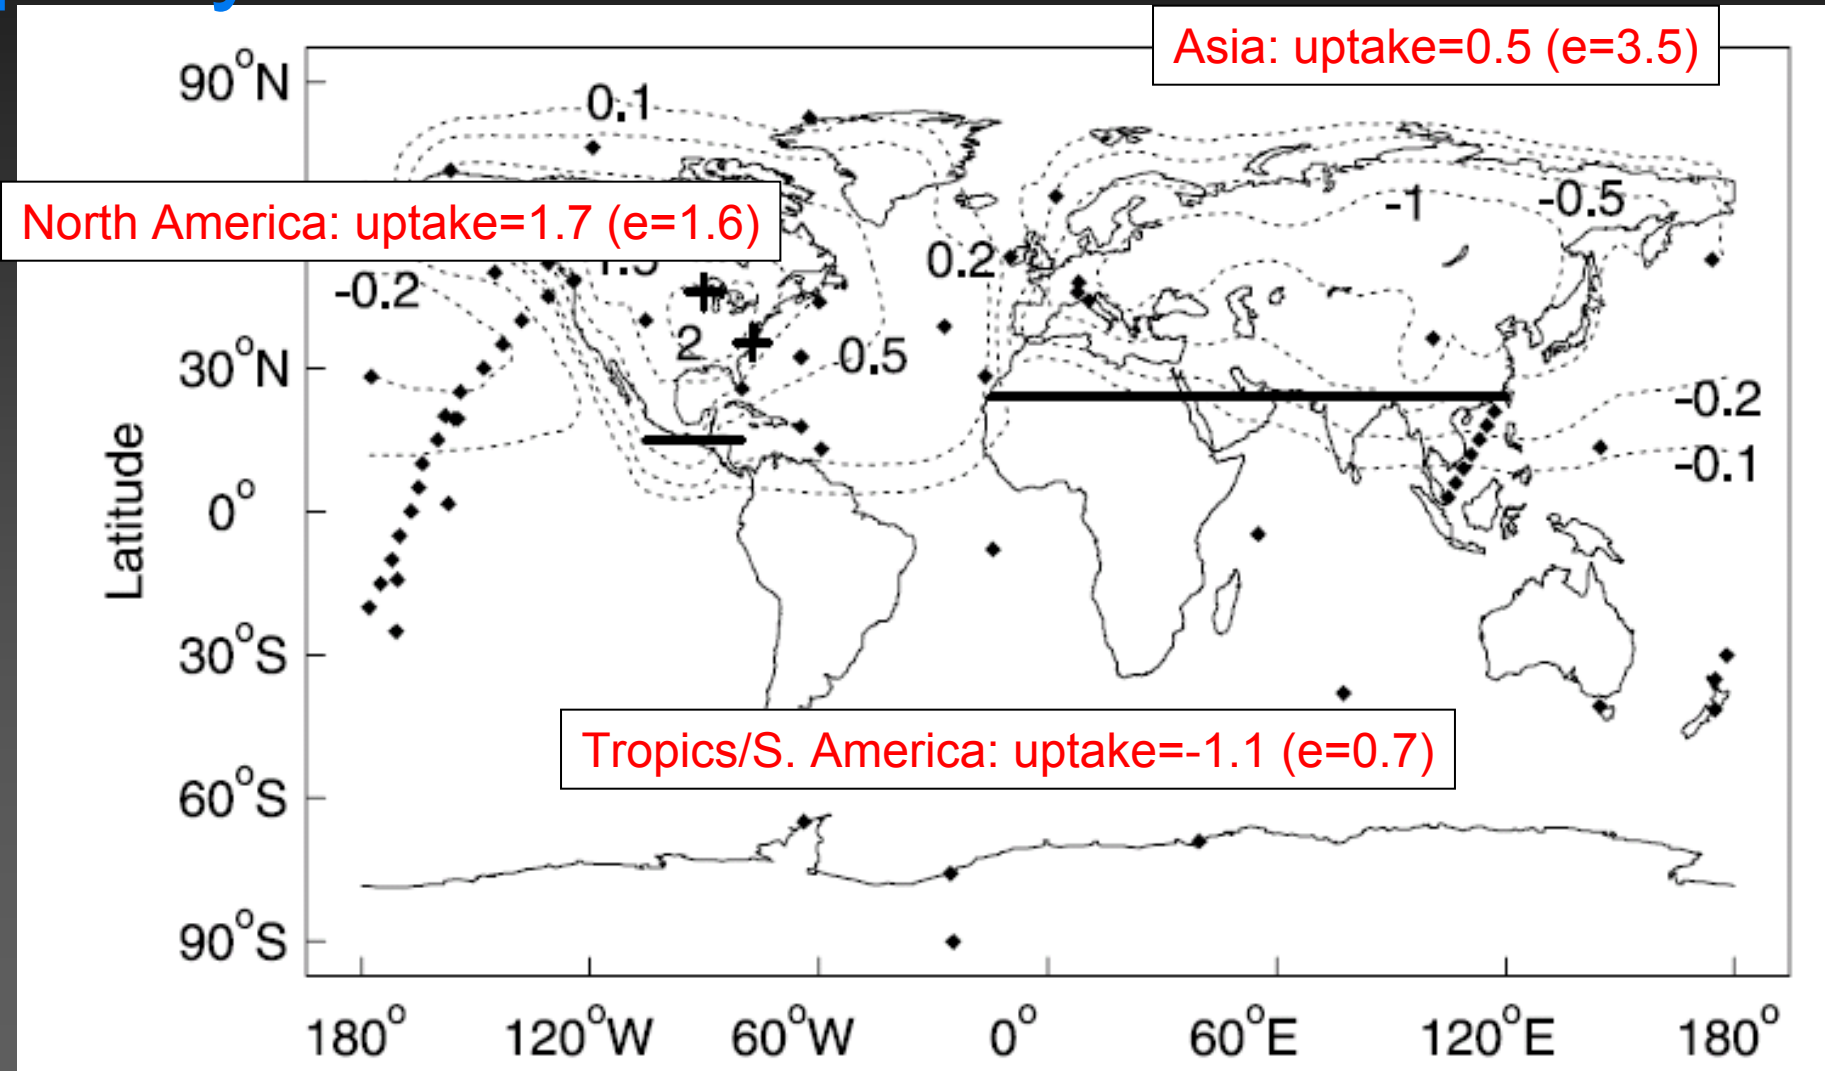 Asia: uptake=0.5 (e=3.5)
90°N
0.1
-1
-0.5
North America: uptake=1.7 (e=1.6)
0.2
-0.2
2
0.5
30°N
-0.2
-0.1
Latitude
0°
30°S
Tropics/S. America: uptake=-1.1 (e=0.7)
60°S
90°S
180° 120°W 60°W 0° 60°E 120°E 180°